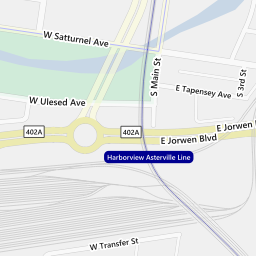 W Satturnel Ave
S Main St
S 3rd St
E Tapensey Ave
W Ulesed Ave
E Jorwen
402A
402A
E Jorwen Blvd
Harborview Asterville Line
W Transfer St